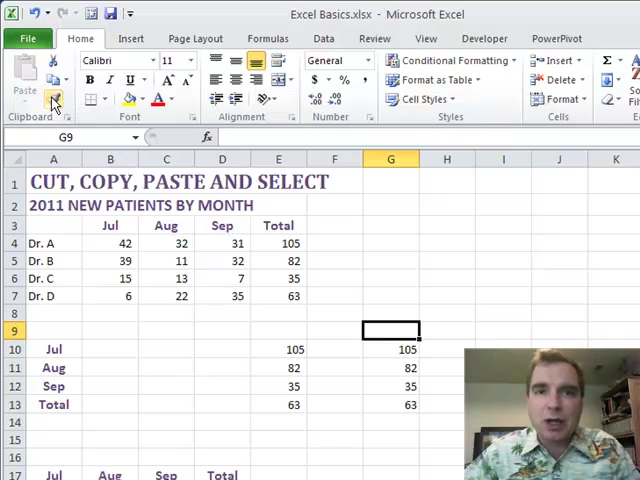 Excel Basics.xlsx - Microsoft Excel
File Home Insert Page Layout Formulas Data Review View Developer PowerPivot
Calibri 11 General Conditional Formatting Insert Σ
Paste B I U A A $ % , Format as Table Delete
A Cell Styles Format
Clipboard Font Alignment Number Styles Cells
G9 fx
A B C D E F G H I J K
1 CUT, COPY, PASTE AND SELECT
2 2011 NEW PATIENTS BY MONTH
3 Jul Aug Sep Total
4 Dr. A 42 32 31 105
5 Dr. B 39 11 32 82
6 Dr. C 15 13 7 35
7 Dr. D 6 22 35 63
8
9
10 Jul 105 105
11 Aug 82 82
12 Sep 35 35
13 Total 63 63
14
15
16
17 Jul Aug Sep Total